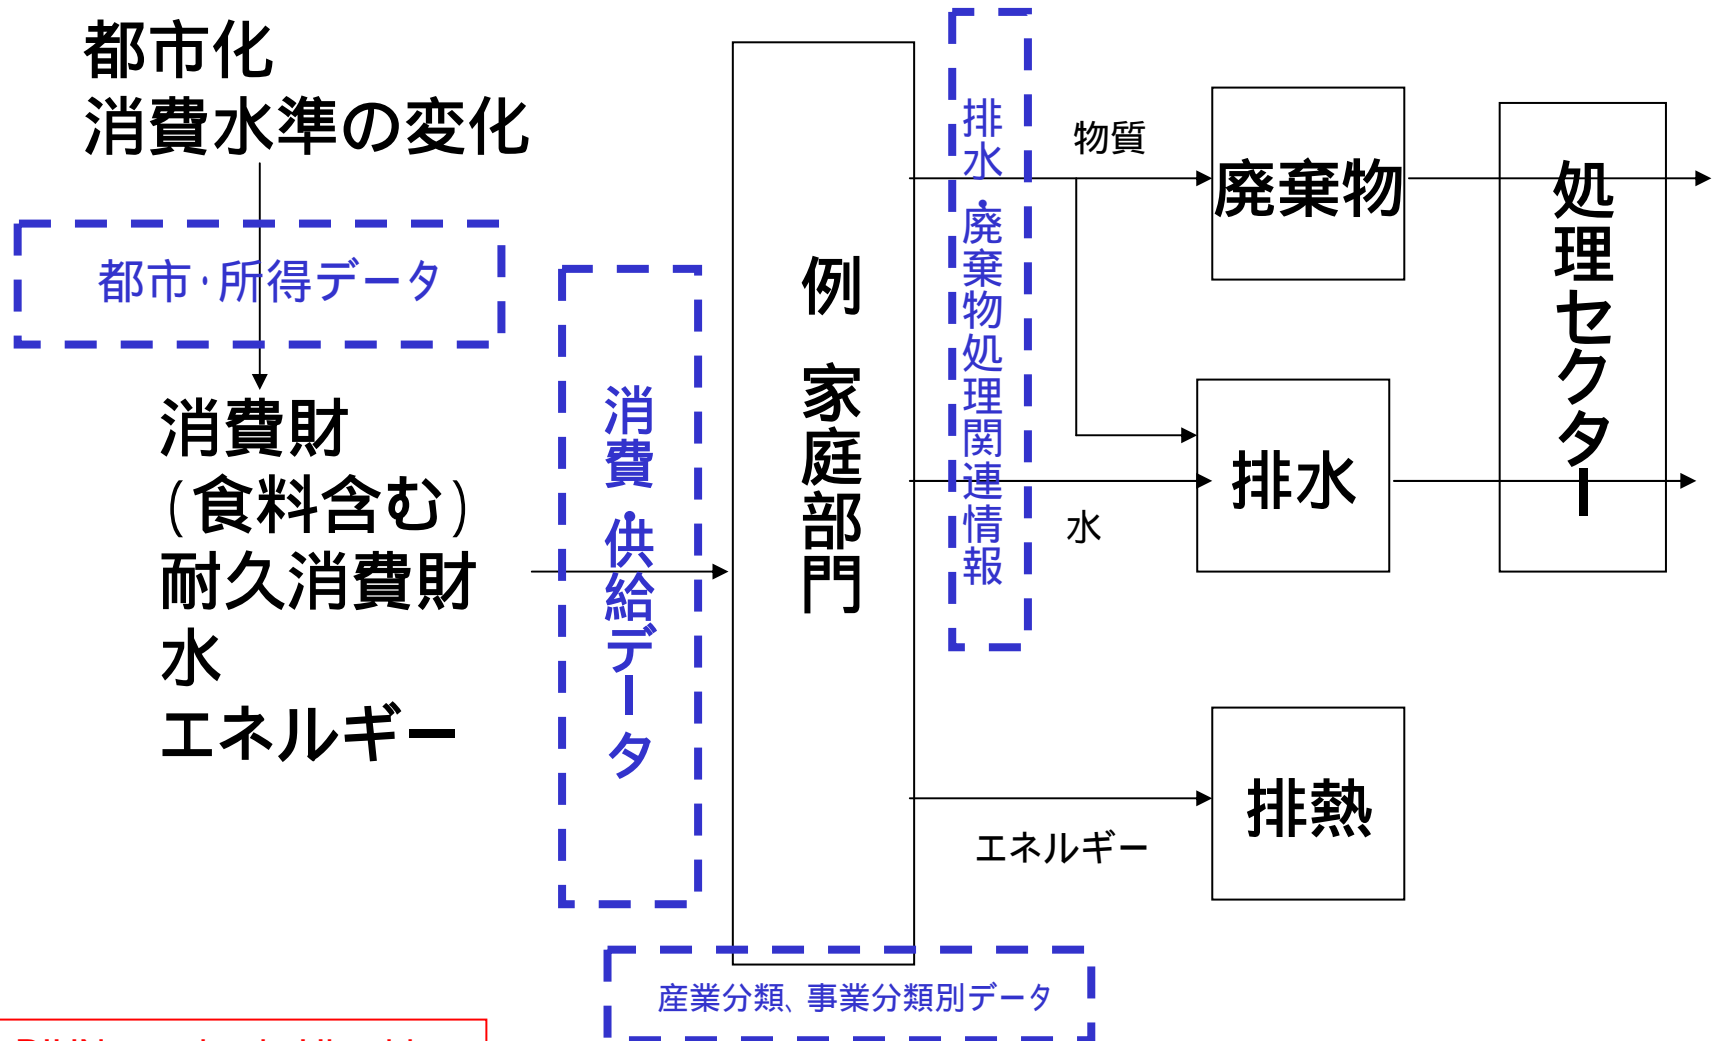 都市化
消費水準の変化
都市・所得データ
消費財
(食料含む)
耐久消費財
水
エネルギー
消費・供給データ
例 家庭部門
排水・廃棄物処理関連情報
物質
廃棄物
処理セクター
排水
水
排熱
エネルギー
産業分類、事業分類別データ